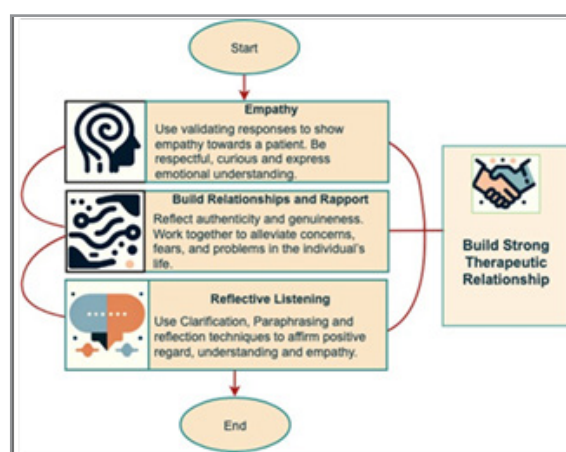 Start
Empathy
Use validating responses to show
empathy towards a patient. Be
respectful, curious and express
emotional understanding.
Build Relationships and Rapport
Reflect authenticity and genuineness.
Work together to alleviate concerns,
fears, and problems in the individual's
life.
Reflective Listening
Use Clarification, Paraphrasing and
reflection techniques to affirm positive
regard, understanding and empathy.
End
Build Strong
Therapeutic
Relationship